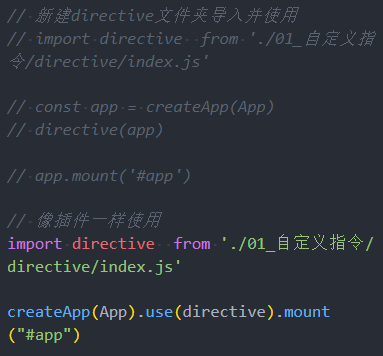 // 新建directive文件夹导入并使用
// import directive  from './01_自定义指
令/directive/index.js'
// const app = createApp(App)
// directive(app)
// app.mount('#app')
// 像插件一样使用
import directive  from './01_自定义指令/
directive/index.js'
createApp(App).use(directive).mount
("#app")